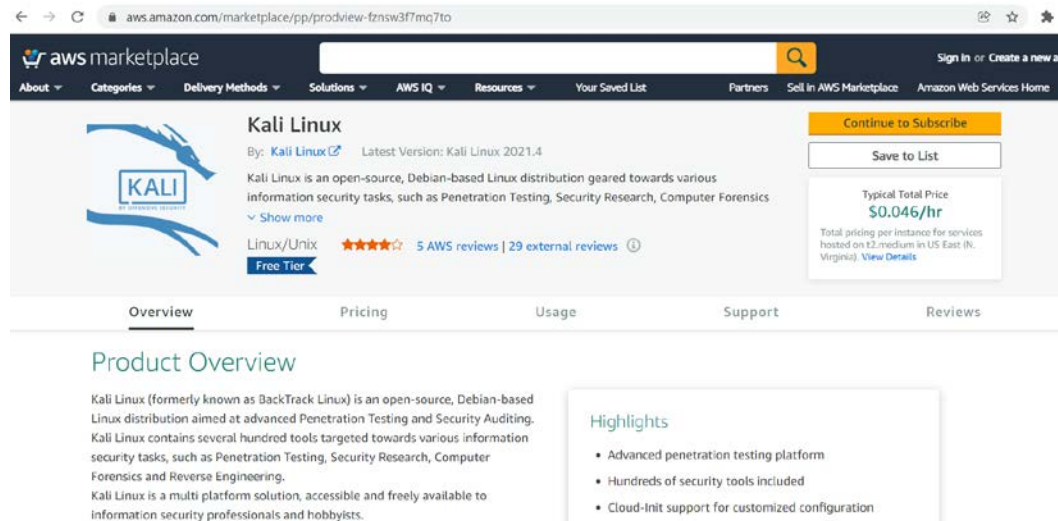 aws.amazon.com/marketplace/pp/prodview-fznsw3f7mq7to
aws marketplace
Sign in or Create a new a
About Categories Delivery Methods Solutions AWS IQ Resources Your Saved List Partners Sell in AWS Marketplace Amazon Web Services Home
KALI
BY OFFENSIVE SECURITY
Kali Linux
By: Kali Linux Latest Version: Kali Linux 2021.4
Kali Linux is an open-source, Debian-based Linux distribution geared towards various
information security tasks, such as Penetration Testing, Security Research, Computer Forensics
Show more
Linux/Unix 5 AWS reviews | 29 external reviews
Free Tier
Continue to Subscribe
Save to List
Typical Total Price
$0.046/hr
Total pricing per instance for services
hosted on t2.medium in US East (N.
Virginia). View Details
Overview Pricing Usage Support Reviews
Product Overview
Kali Linux (formerly known as BackTrack Linux) is an open-source, Debian-based
Linux distribution aimed at advanced Penetration Testing and Security Auditing.
Kali Linux contains several hundred tools targeted towards various information
security tasks, such as Penetration Testing, Security Research, Computer
Forensics and Reverse Engineering.
Kali Linux is a multi platform solution, accessible and freely available to
information security professionals and hobbyists.
Highlights
• Advanced penetration testing platform
• Hundreds of security tools included
• Cloud-Init support for customized configuration